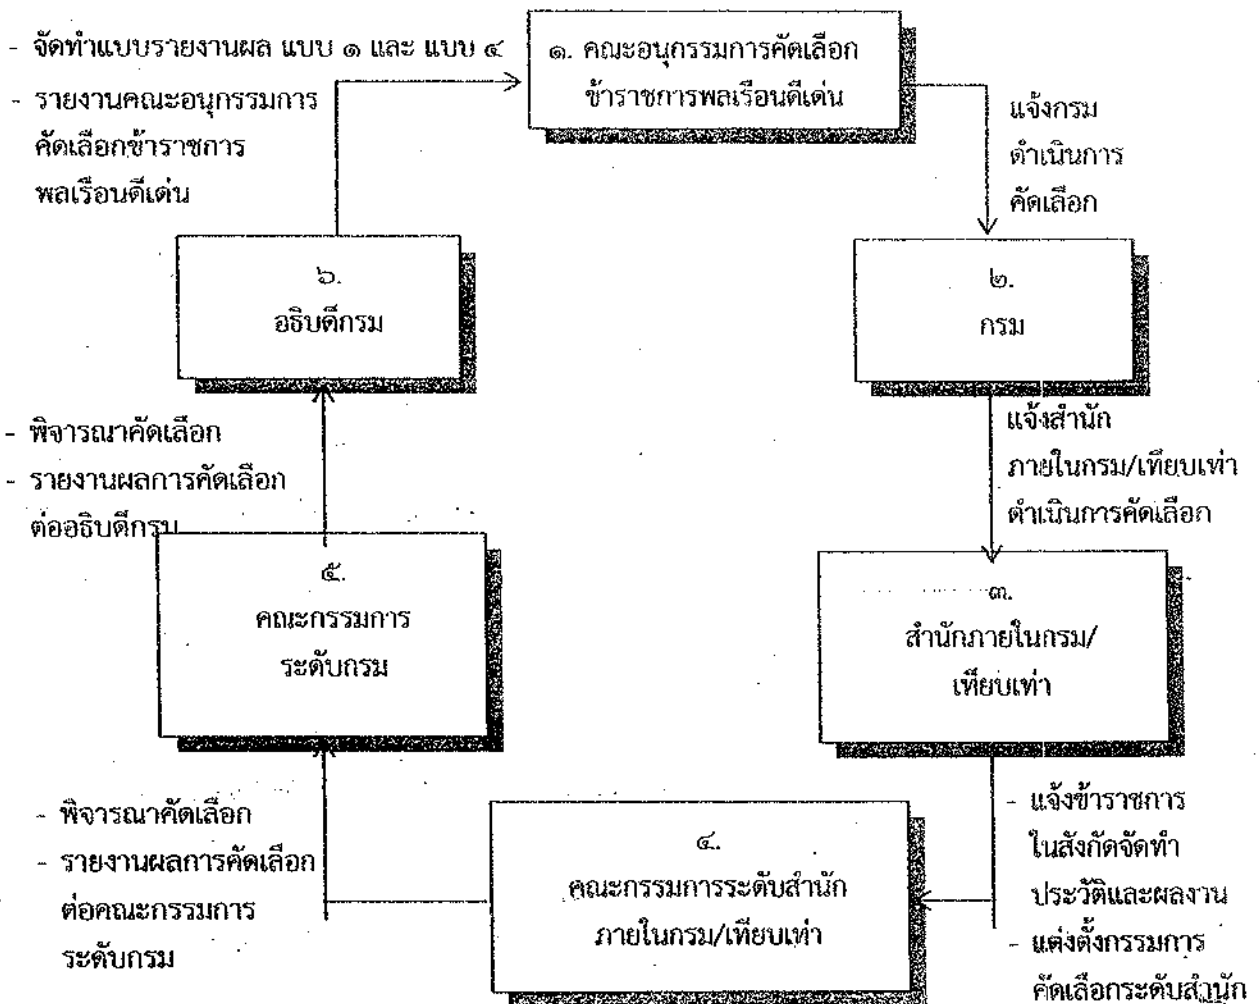 - จัดทำแบบรายงานผล แบบ ๑ และ แบบ ๔
- รายงานคณะอนุกรรมการ
คัดเลือกข้าราชการ
พลเรือนดีเด่น
๑. คณะอนุกรรมการคัดเลือก
ข้าราชการพลเรือนดีเด่น
แจ้งกรม
ดำเนินการ
คัดเลือก
๒.
กรม
แจ้งสำนัก
ภายในกรม/เทียบเท่า
ดำเนินการคัดเลือก
๓.
สำนักภายในกรม/
เทียบเท่า
- แจ้งข้าราชการ
ในสังกัดจัดทำ
ประวัติและผลงาน
- แต่งตั้งกรรมการ
คัดเลือกระดับสำนัก
๔.
คณะกรรมการระดับสำนัก
ภายในกรม/เทียบเท่า
- พิจารณาคัดเลือก
- รายงานผลการคัดเลือก
ต่อคณะกรรมการ
ระดับกรม
๕.
คณะกรรมการ
ระดับกรม
- พิจารณาคัดเลือก
- รายงานผลการคัดเลือก
ต่ออธิบดีกรม
๖.
อธิบดีกรม